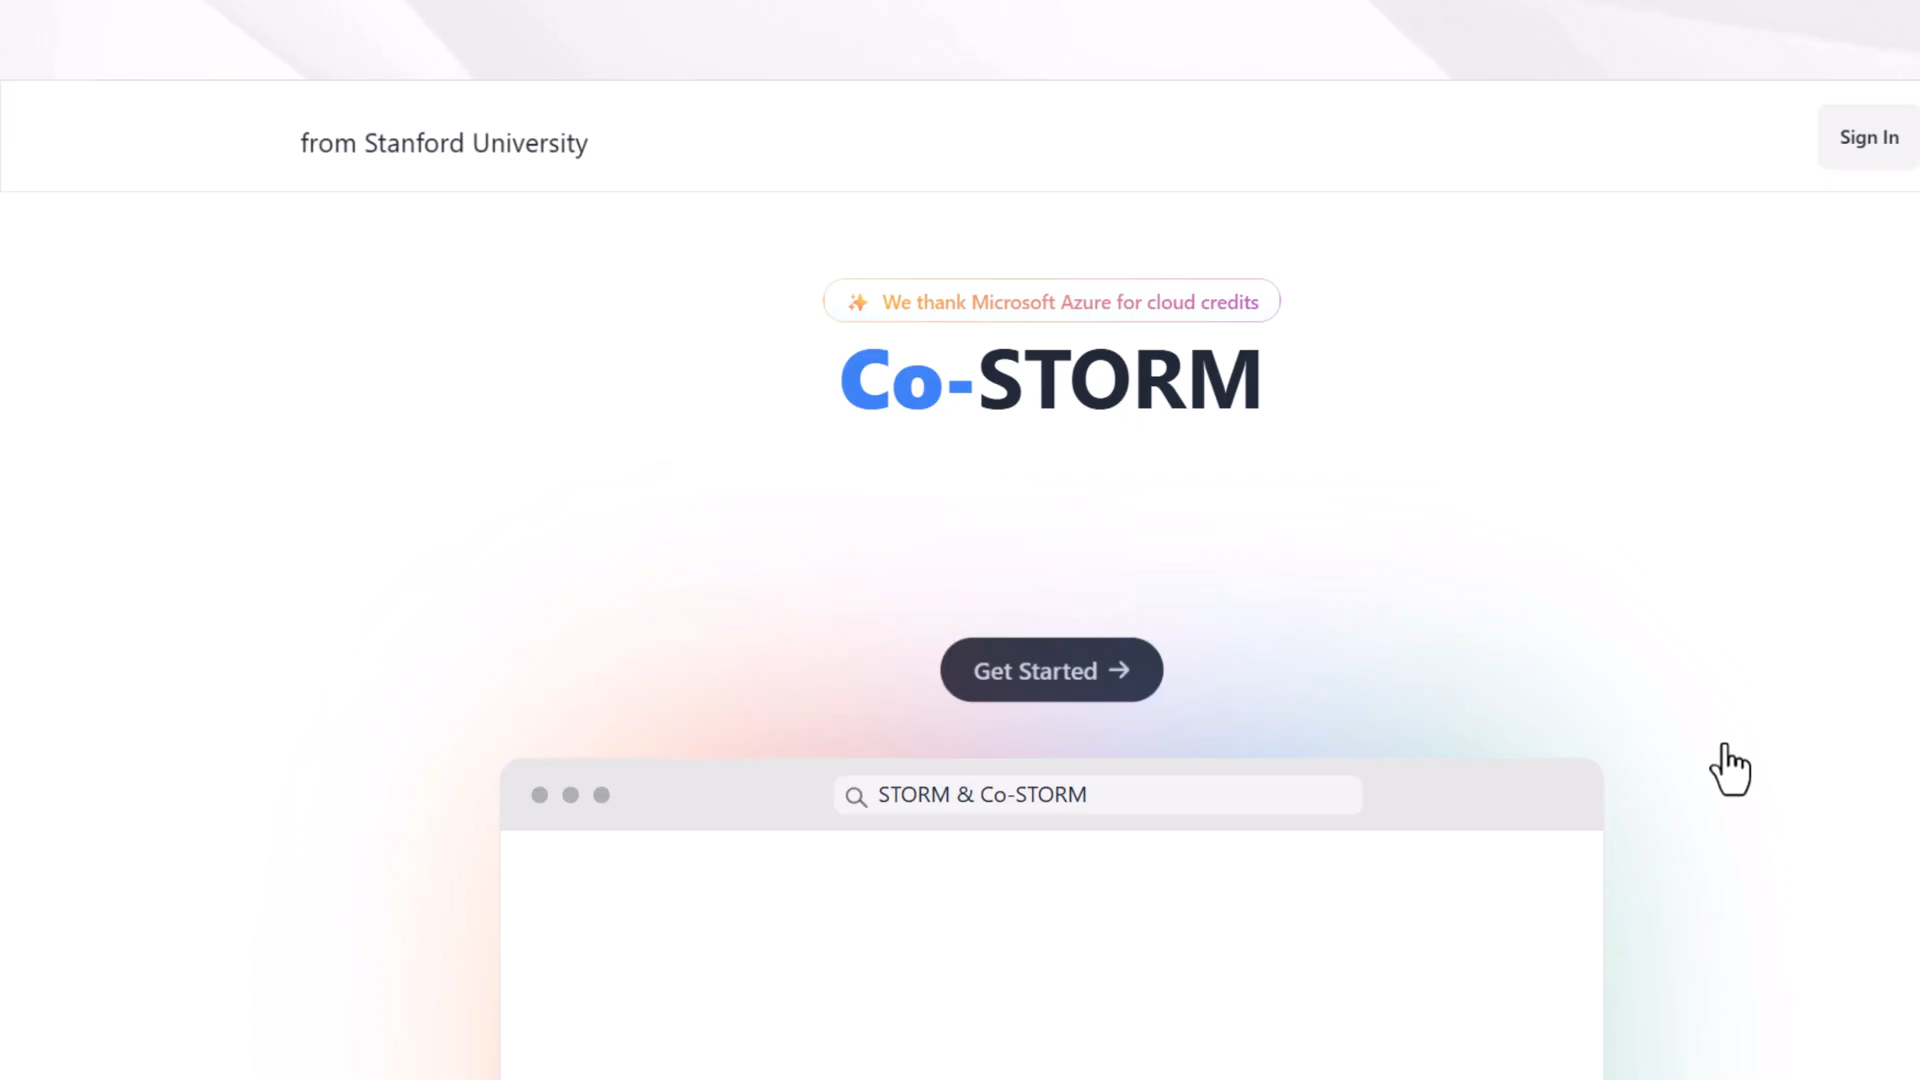 from Stanford University
Sign In
We thank Microsoft Azure for cloud credits
Co-STORM
Get Started →
STORM & Co-STORM